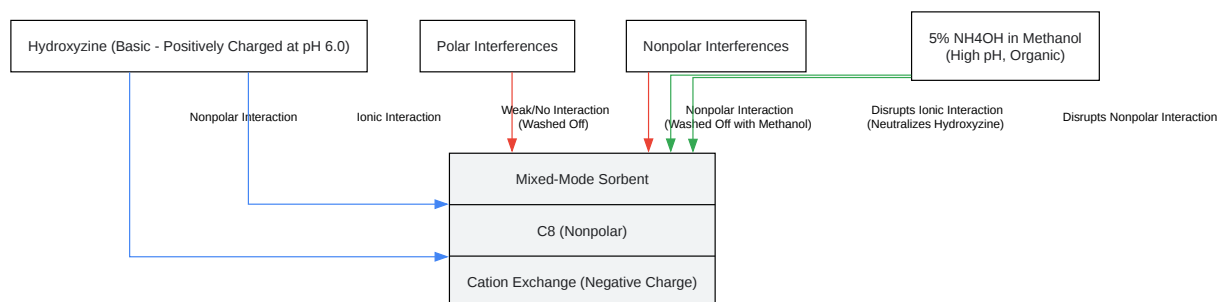 Hydroxyzine (Basic - Positively Charged at pH 6.0)
Polar Interferences
Nonpolar Interferences
5% NH4OH in Methanol
(High pH, Organic)
Nonpolar Interaction
Ionic Interaction
Weak/No Interaction
(Washed Off)
Nonpolar Interaction
(Washed Off with Methanol)
Disrupts Ionic Interaction
(Neutralizes Hydroxyzine)
Disrupts Nonpolar Interaction
Mixed-Mode Sorbent
C8 (Nonpolar)
Cation Exchange (Negative Charge)